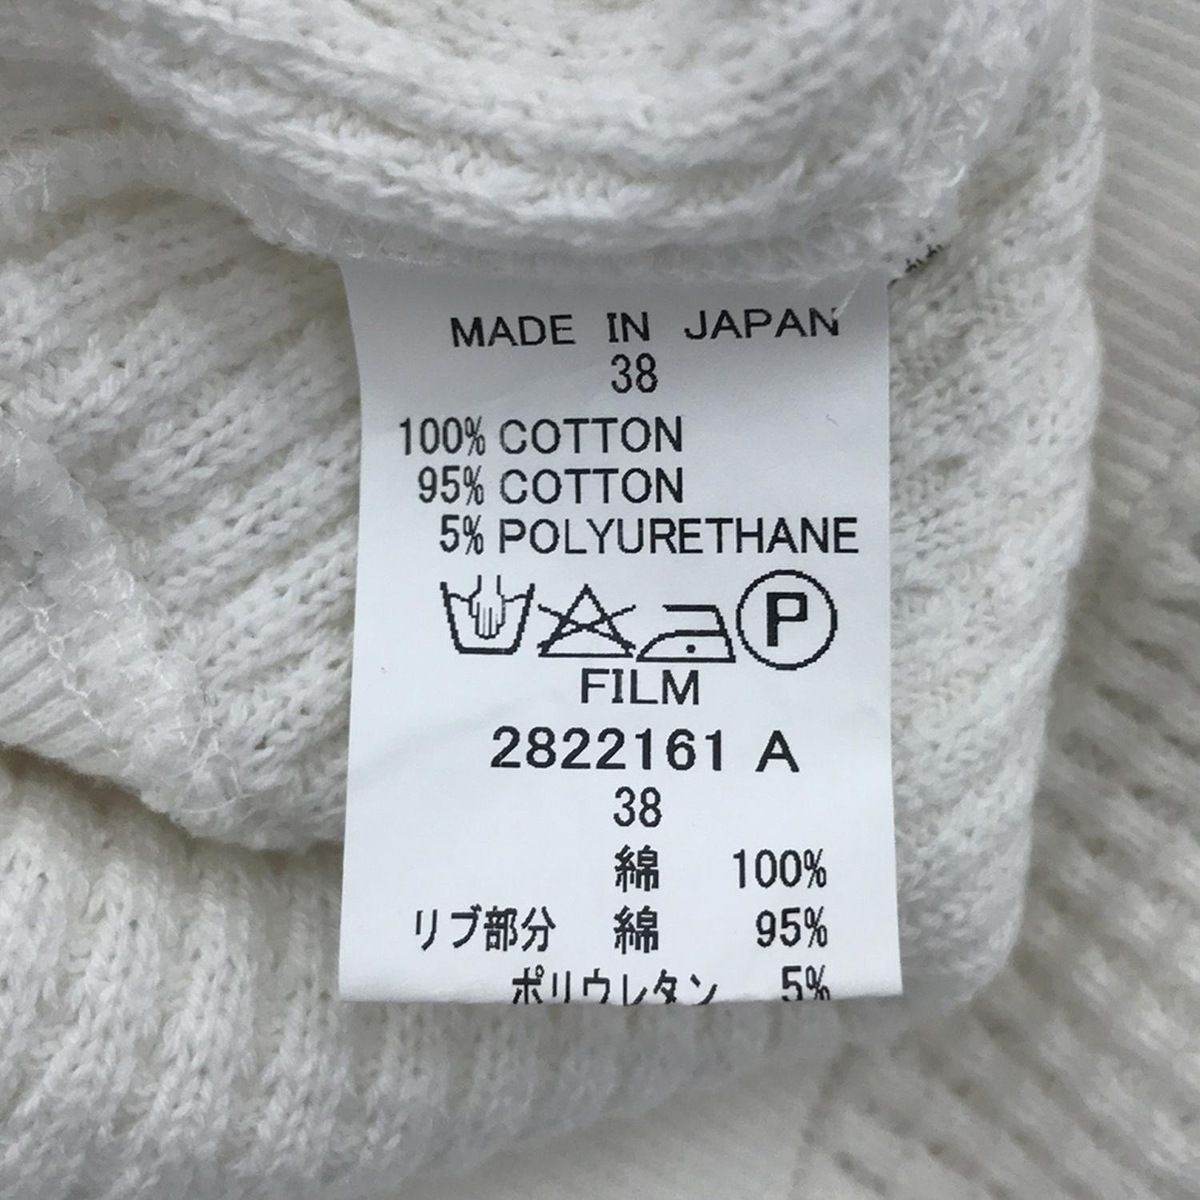 MADE IN JAPAN
38
100% COTTON
95% COTTON
5% POLYURETHANE
P
FILM
2822161 A
38
綿 100%
リブ部分 綿 95%
ポリウレタン 5%